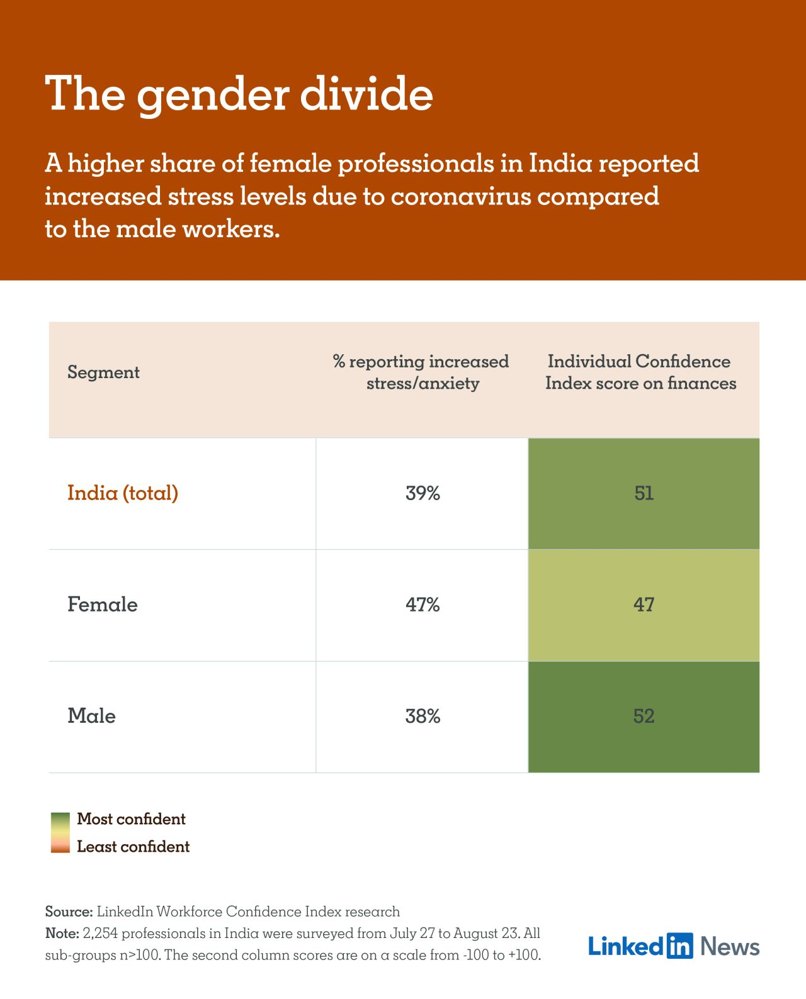 The gender divide
A higher share of female professionals in India reported
increased stress levels due to coronavirus compared
to the male workers.
Segment
% reporting increased
stress/anxiety
Individual Confidence
Index score on finances
India (total)
39%
51
Female
47%
47
Male
38%
52
Most confident
Least confident
Source: LinkedIn Workforce Confidence Index research
Note: 2,254 professionals in India were surveyed from July 27 to August 23. All
sub-groups n>100. The second column scores are on a scale from -100 to +100.
LinkedIn News